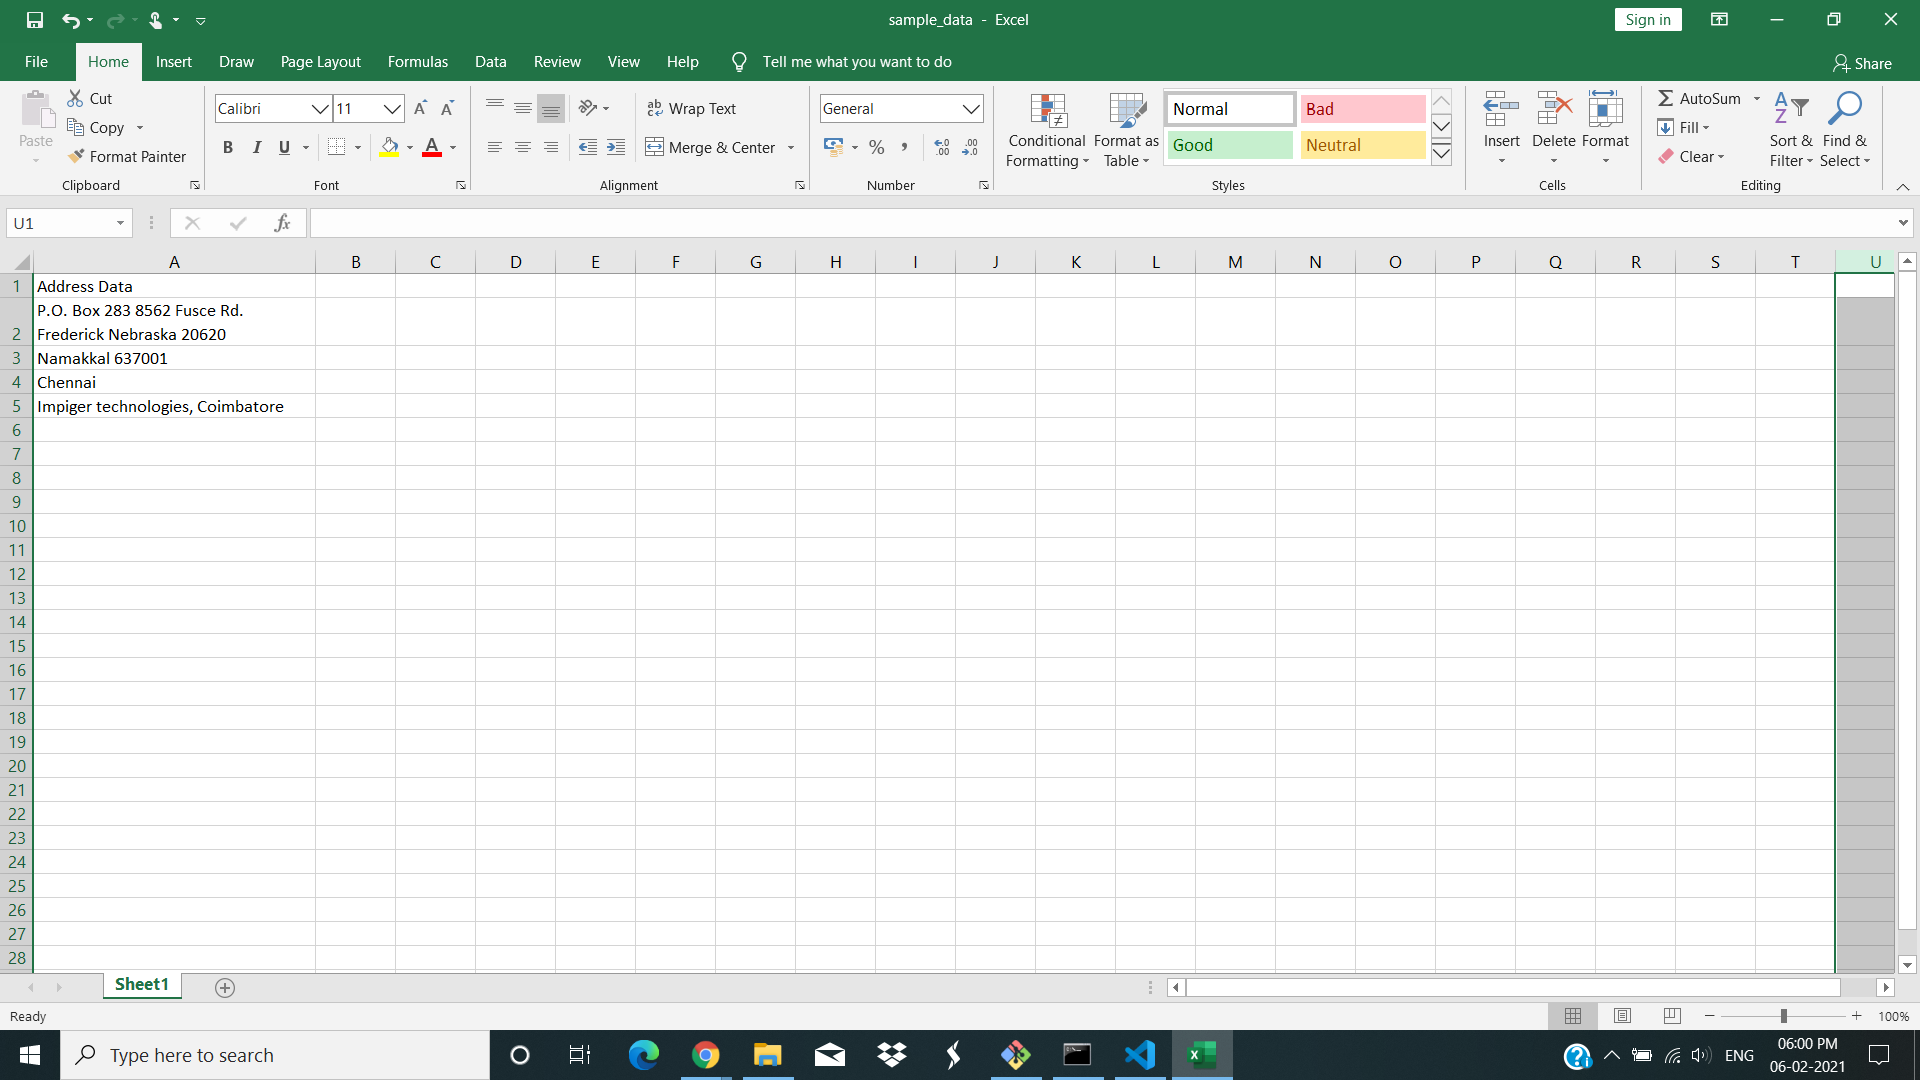 sample_data - Excel
Sign in
File Home Insert Draw Page Layout Formulas Data Review View Help Tell me what you want to do Share
Paste
Cut
Copy
Format Painter
Clipboard
Calibri 11
B I U
Font
Wrap Text
Merge & Center
Alignment
General
Number
Conditional Formatting
Format as Table
Normal Bad
Good Neutral
Styles
Insert Delete Format
Cells
AutoSum
Fill
Clear
Sort & Filter
Find & Select
Editing
U1
fx
A B C D E F G H I J K L M N O P Q R S T U
1 Address Data
P.O. Box 283 8562 Fusce Rd.
2 Frederick Nebraska 20620
3 Namakkal 637001
4 Chennai
5 Impiger technologies, Coimbatore
6
7
8
9
10
11
12
13
14
15
16
17
18
19
20
21
22
23
24
25
26
27
28
Sheet1
Ready
100%
Type here to search
ENG
06:00 PM
06-02-2021